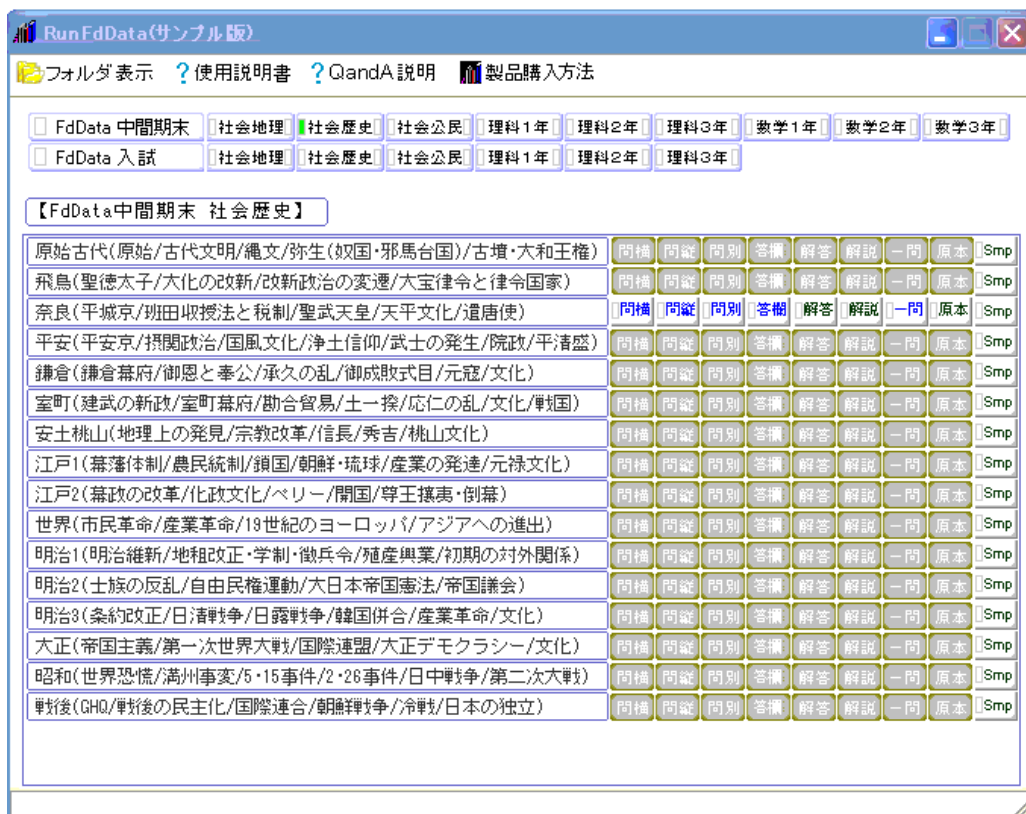 RunFdData(サンプル版)
フォルダ表示 ?使用説明書 ?QandA説明 製品購入方法
FdData 中間期末 社会地理 社会歴史 社会公民 理科1年 理科2年 理科3年 数学1年 数学2年 数学3年
FdData 入試 社会地理 社会歴史 社会公民 理科1年 理科2年 理科3年
【FdData中間期末 社会歴史】
原始古代(原始/古代文明/縄文/弥生(奴国・邪馬台国)/古墳・大和王権) 問横 問縦 問別 答欄 解答 解説 一問 原本 Smp
飛鳥(聖徳太子/大化の改新/改新政治の変遷/大宝律令と律令国家) 問横 問縦 問別 答欄 解答 解説 一問 原本 Smp
奈良(平城京/班田収授法と税制/聖武天皇/天平文化/遣唐使) 問横 問縦 問別 答欄 解答 解説 一問 原本 Smp
平安(平安京/摂関政治/国風文化/浄土信仰/武士の発生/院政/平清盛) 問横 問縦 問別 答欄 解答 解説 一問 原本 Smp
鎌倉(鎌倉幕府/御恩と奉公/承久の乱/御成敗式目/元寇/文化) 問横 問縦 問別 答欄 解答 解説 一問 原本 Smp
室町(建武の新政/室町幕府/勘合貿易/土一揆/応仁の乱/文化/戦国) 問横 問縦 問別 答欄 解答 解説 一問 原本 Smp
安土桃山(地理上の発見/宗教改革/信長/秀吉/桃山文化) 問横 問縦 問別 答欄 解答 解説 一問 原本 Smp
江戸1(幕藩体制/農民統制/鎖国/朝鮮・琉球/産業の発達/元禄文化) 問横 問縦 問別 答欄 解答 解説 一問 原本 Smp
江戸2(幕政の改革/化政文化/ペリー/開国/尊王攘夷・倒幕) 問横 問縦 問別 答欄 解答 解説 一問 原本 Smp
世界(市民革命/産業革命/19世紀のヨーロッパ/アジアへの進出) 問横 問縦 問別 答欄 解答 解説 一問 原本 Smp
明治1(明治維新/地租改正・学制・徴兵令/殖産興業/初期の対外関係) 問横 問縦 問別 答欄 解答 解説 一問 原本 Smp
明治2(士族の反乱/自由民権運動/大日本帝国憲法/帝国議会) 問横 問縦 問別 答欄 解答 解説 一問 原本 Smp
明治3(条約改正/日清戦争/日露戦争/韓国併合/産業革命/文化) 問横 問縦 問別 答欄 解答 解説 一問 原本 Smp
大正(帝国主義/第一次世界大戦/国際連盟/大正デモクラシー/文化) 問横 問縦 問別 答欄 解答 解説 一問 原本 Smp
昭和(世界恐慌/満州事変/5・15事件/2・26事件/日中戦争/第二次大戦) 問横 問縦 問別 答欄 解答 解説 一問 原本 Smp
戦後(GHQ/戦後の民主化/国際連合/朝鮮戦争/冷戦/日本の独立) 問横 問縦 問別 答欄 解答 解説 一問 原本 Smp